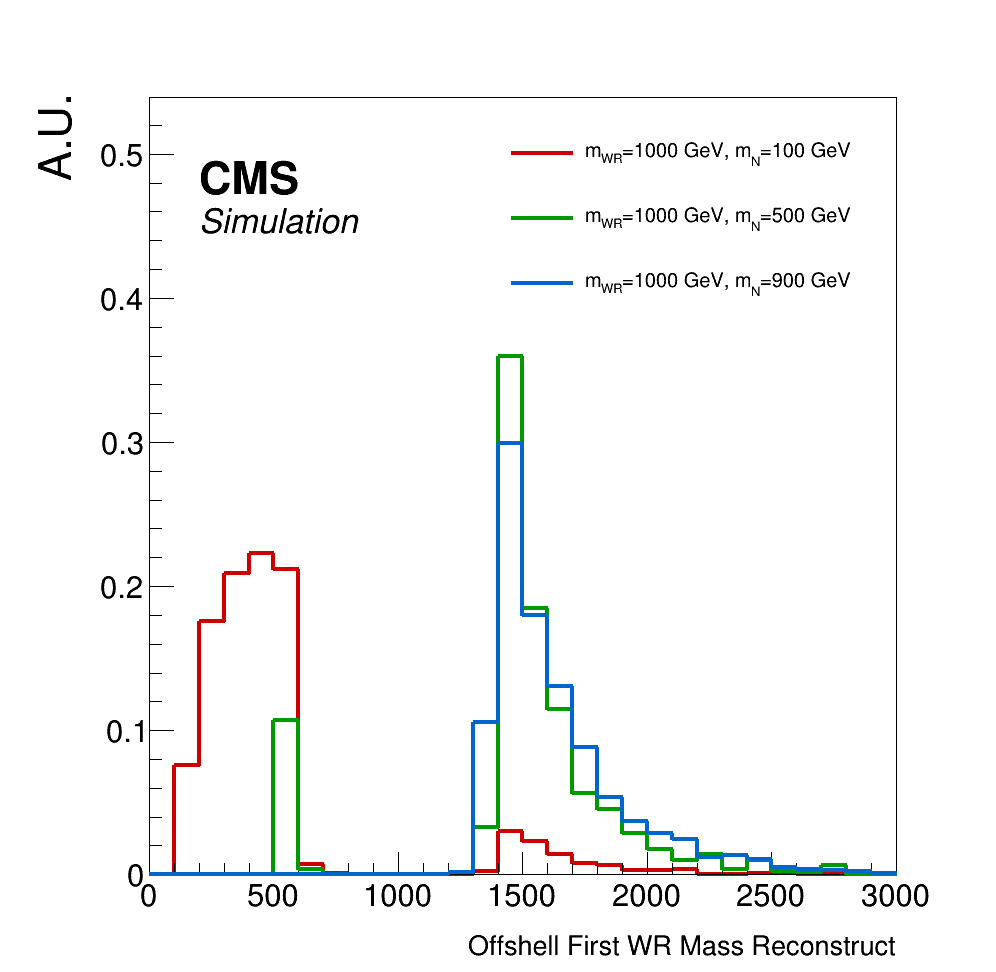 A.U.
CMS
Simulation
m_WR=1000 GeV, m_N=100 GeV
m_WR=1000 GeV, m_N=500 GeV
m_WR=1000 GeV, m_N=900 GeV
0.5
0.4
0.3
0.2
0.1
0
0 500 1000 1500 2000 2500 3000
Offshell First WR Mass Reconstruct